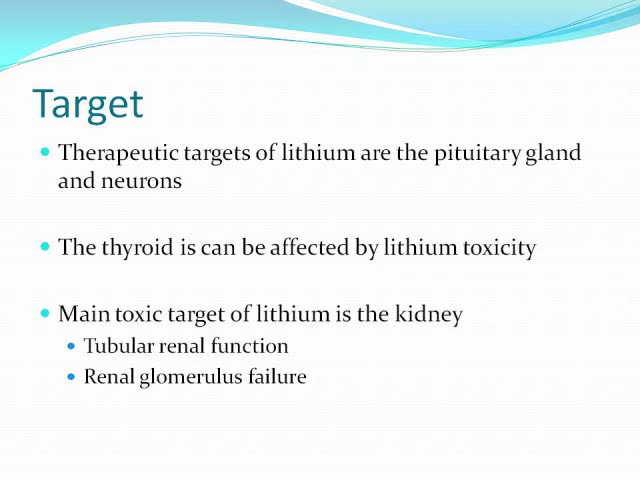 Target
Therapeutic targets of lithium are the pituitary gland
and neurons
The thyroid is can be affected by lithium toxicity
Main toxic target of lithium is the kidney
Tubular renal function
Renal glomerulus failure